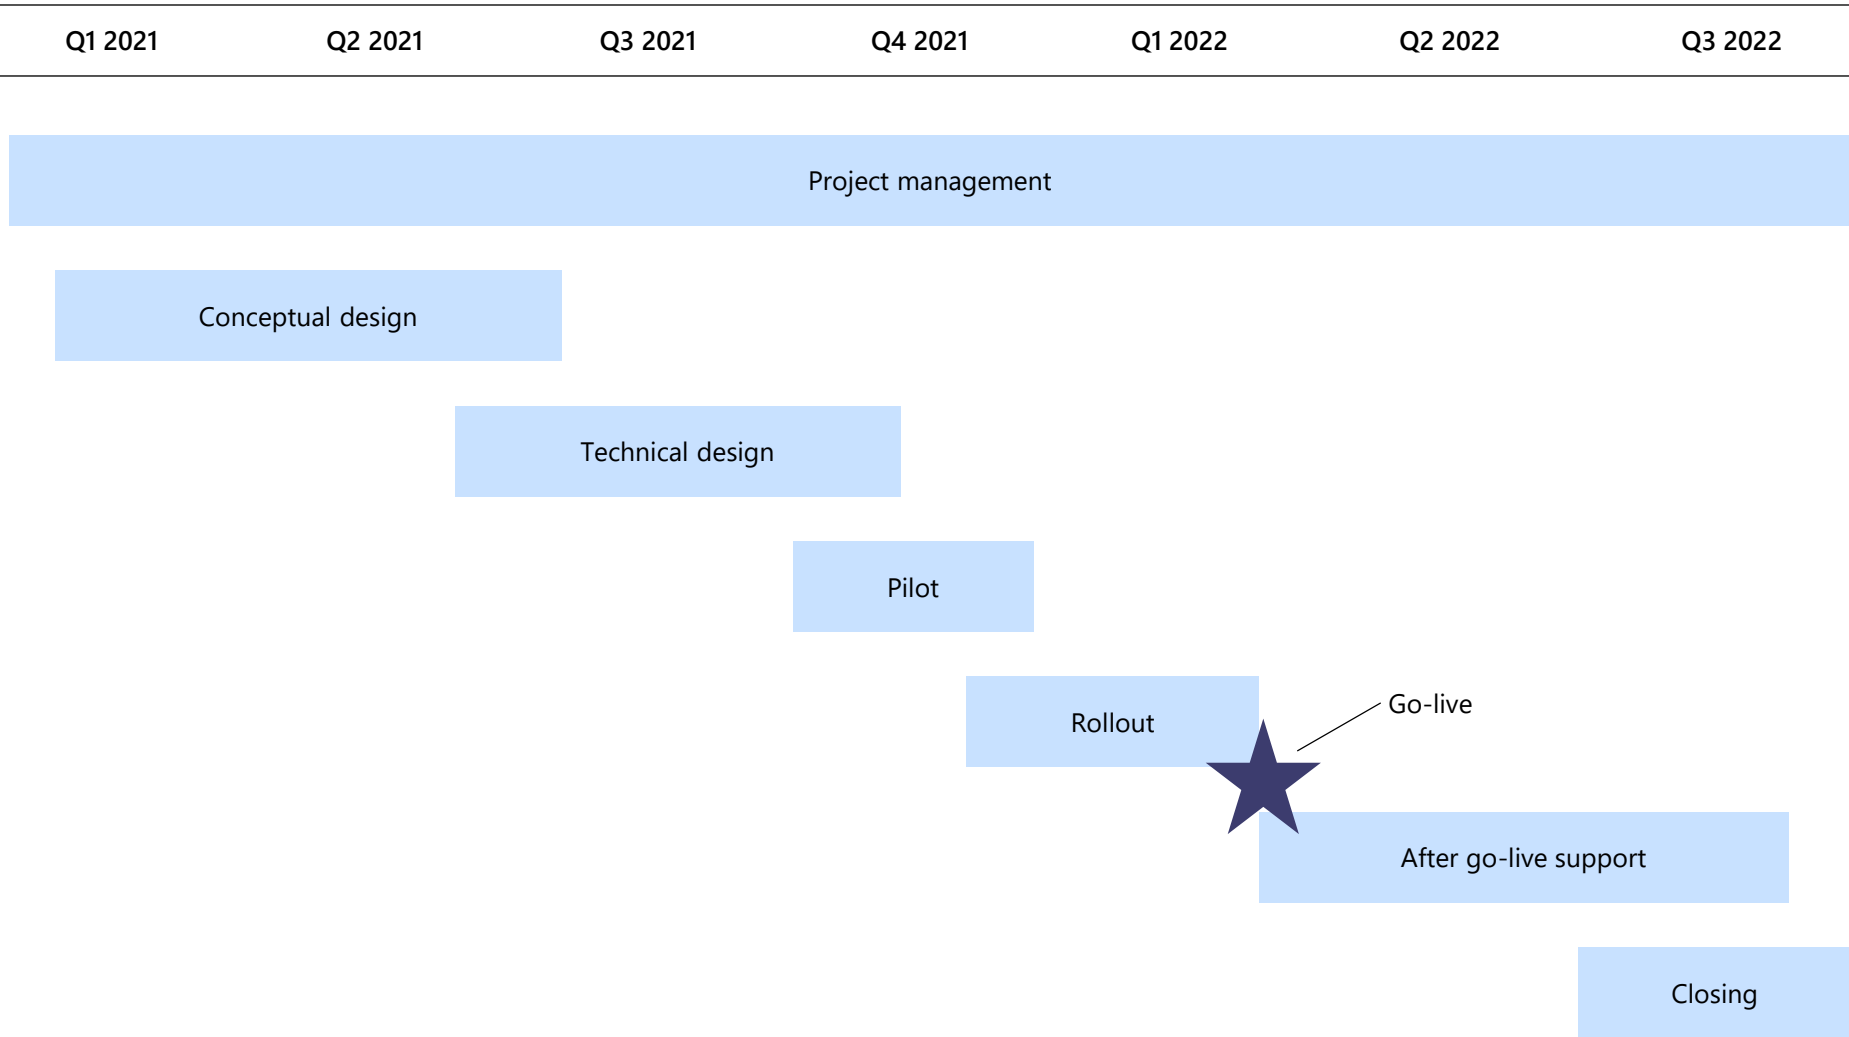 Q1 2021 Q2 2021 Q3 2021 Q4 2021 Q1 2022 Q2 2022 Q3 2022
Project management
Conceptual design
Technical design
Pilot
Go-live
Rollout
After go-live support
Closing